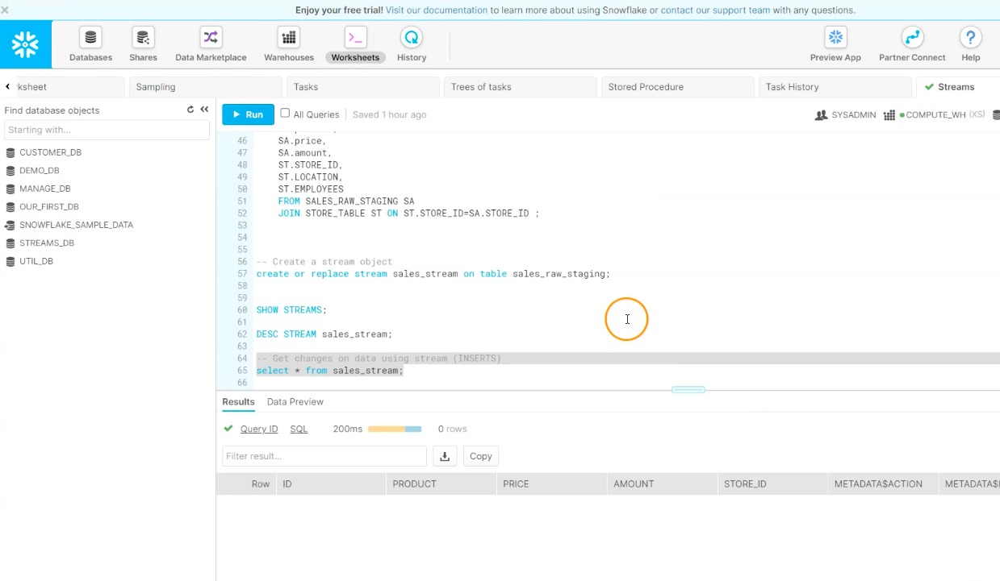 Enjoy your free trial! Visit our documentation to learn more about using Snowflake or contact our support team with any questions.
Databases Shares Data Marketplace Warehouses Worksheets History Preview App Partner Connect Help
ksheet Sampling Tasks Trees of tasks Stored Procedure Task History Streams
Find database objects
Starting with...
CUSTOMER_DB
DEMO_DB
MANAGE_DB
OUR_FIRST_DB
SNOWFLAKE_SAMPLE_DATA
STREAMS_DB
UTIL_DB
Run All Queries Saved 1 hour ago SYSADMIN COMPUTE_WH (XS)
46 SA.price,
47 SA.amount,
48 ST.STORE_ID,
49 ST.LOCATION,
50 ST.EMPLOYEES
51 FROM SALES_RAW_STAGING SA
52 JOIN STORE_TABLE ST ON ST.STORE_ID=SA.STORE_ID ;
53
54
55
56 -- Create a stream object
57 create or replace stream sales_stream on table sales_raw_staging;
58
59
60 SHOW STREAMS;
61
62 DESC STREAM sales_stream;
63
64 -- Get changes on data using stream (INSERTS)
65 select * from sales_stream;
66
Results Data Preview
Query ID SQL 200ms 0 rows
Filter result... Copy
Row ID PRODUCT PRICE AMOUNT STORE_ID METADATA$ACTION METADATA$I